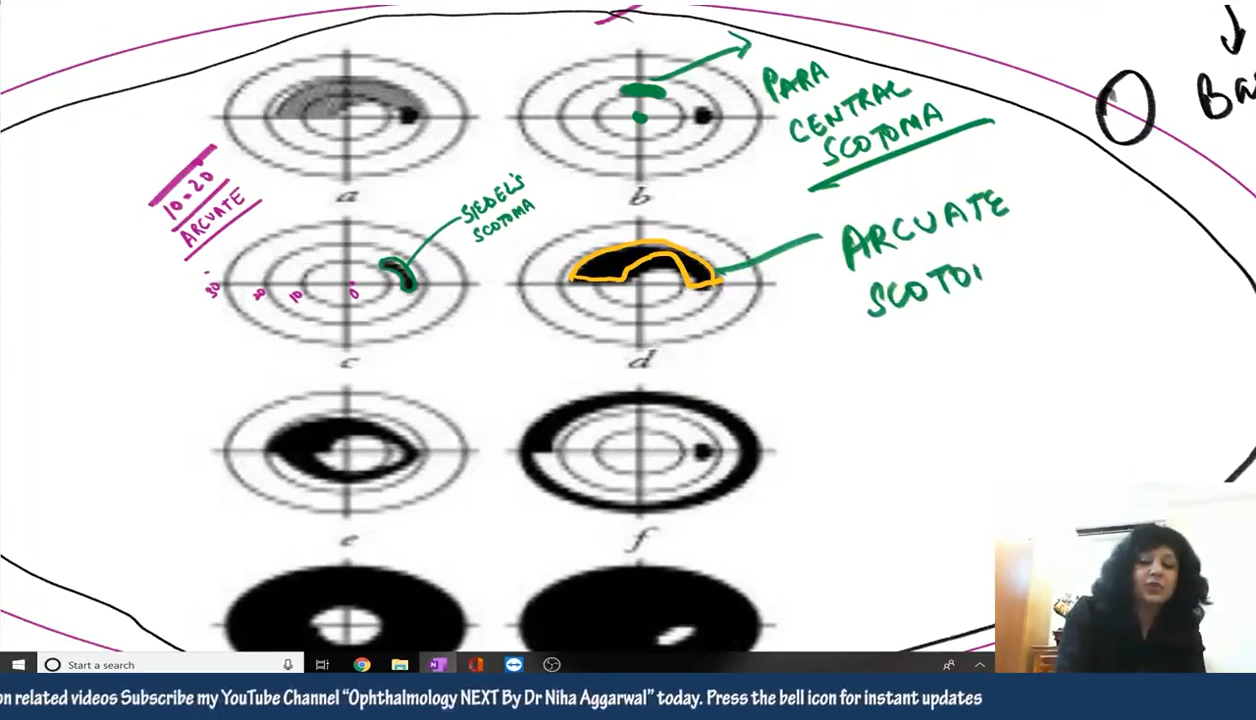 PARA
CENTRAL
SCOTOMA
a
b
10-20
ARCUATE
SIEDEL'S
SCOTOMA
ARCUATE
SCOTO
30
20
10
0
c
d
e
f
Start a search
on related videos Subscribe my YouTube Channel “Ophthalmology NEXT By Dr Niha Aggarwal” today. Press the bell icon for instant updates